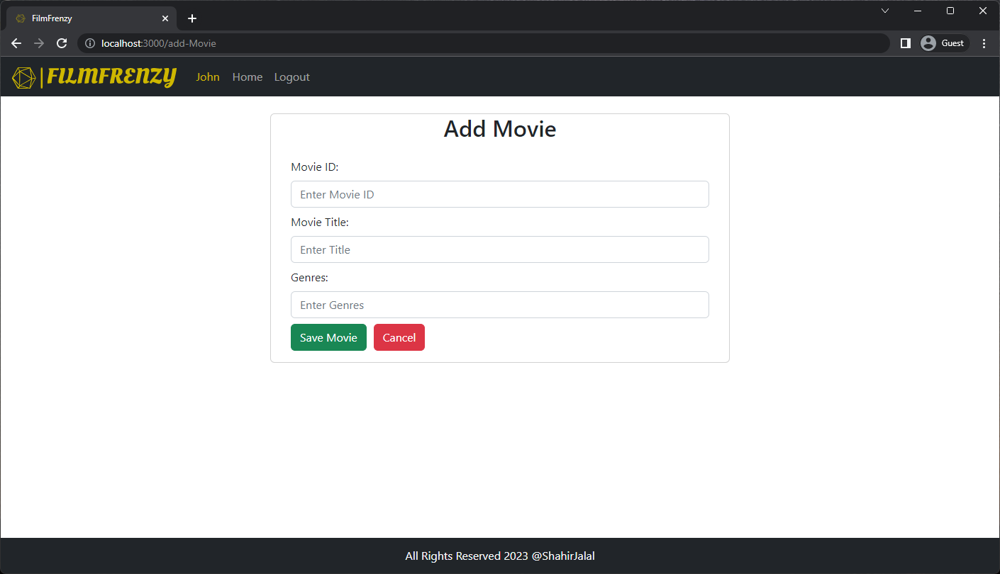 FilmFrenzy
localhost:3000/add-Movie
Guest
FILMFRENZY John Home Logout
Add Movie
Movie ID:
Enter Movie ID
Movie Title:
Enter Title
Genres:
Enter Genres
Save Movie Cancel
All Rights Reserved 2023 @ShahirJalal